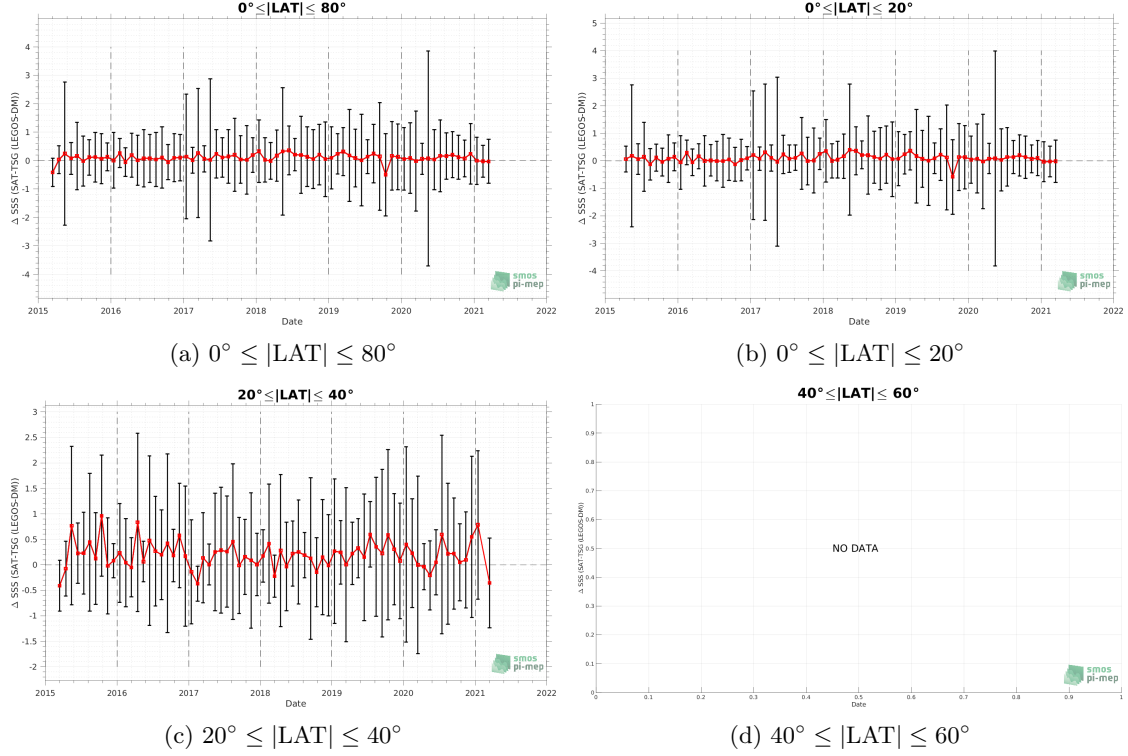 0°≤|LAT|≤ 80°
Δ SSS (SAT-TSG (LEGOS-DM))
4
3
2
1
0
-1
-2
-3
-4
2015 2016 2017 2018 2019 2020 2021 2022
Date
smos
pi-mep
(a) 0° ≤ |LAT| ≤ 80°
0°≤|LAT|≤ 20°
Δ SSS (SAT-TSG (LEGOS-DM))
5
4
3
2
1
0
-1
-2
-3
-4
2015 2016 2017 2018 2019 2020 2021 2022
Date
smos
pi-mep
(b) 0° ≤ |LAT| ≤ 20°
20°≤|LAT|≤ 40°
Δ SSS (SAT-TSG (LEGOS-DM))
3
2.5
2
1.5
1
0.5
0
-0.5
-1
-1.5
-2
2015 2016 2017 2018 2019 2020 2021 2022
Date
smos
pi-mep
(c) 20° ≤ |LAT| ≤ 40°
40°≤|LAT|≤ 60°
Δ SSS (SAT-TSG (LEGOS-DM))
1
0.9
0.8
0.7
0.6
0.5
0.4
0.3
0.2
0.1
0
NO DATA
0 0.1 0.2 0.3 0.4 0.5 0.6 0.7 0.8 0.9 1
Date
smos
pi-mep
(d) 40° ≤ |LAT| ≤ 60°